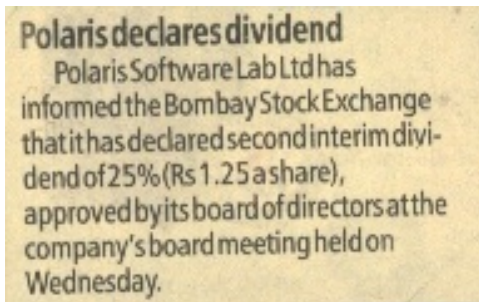 Polaris declares dividend
Polaris Software Lab Ltd has
informed the Bombay Stock Exchange
that it has declared second interim divi-
dend of 25% (Rs 1.25 a share),
approved by its board of directors at the
company's board meeting held on
Wednesday.